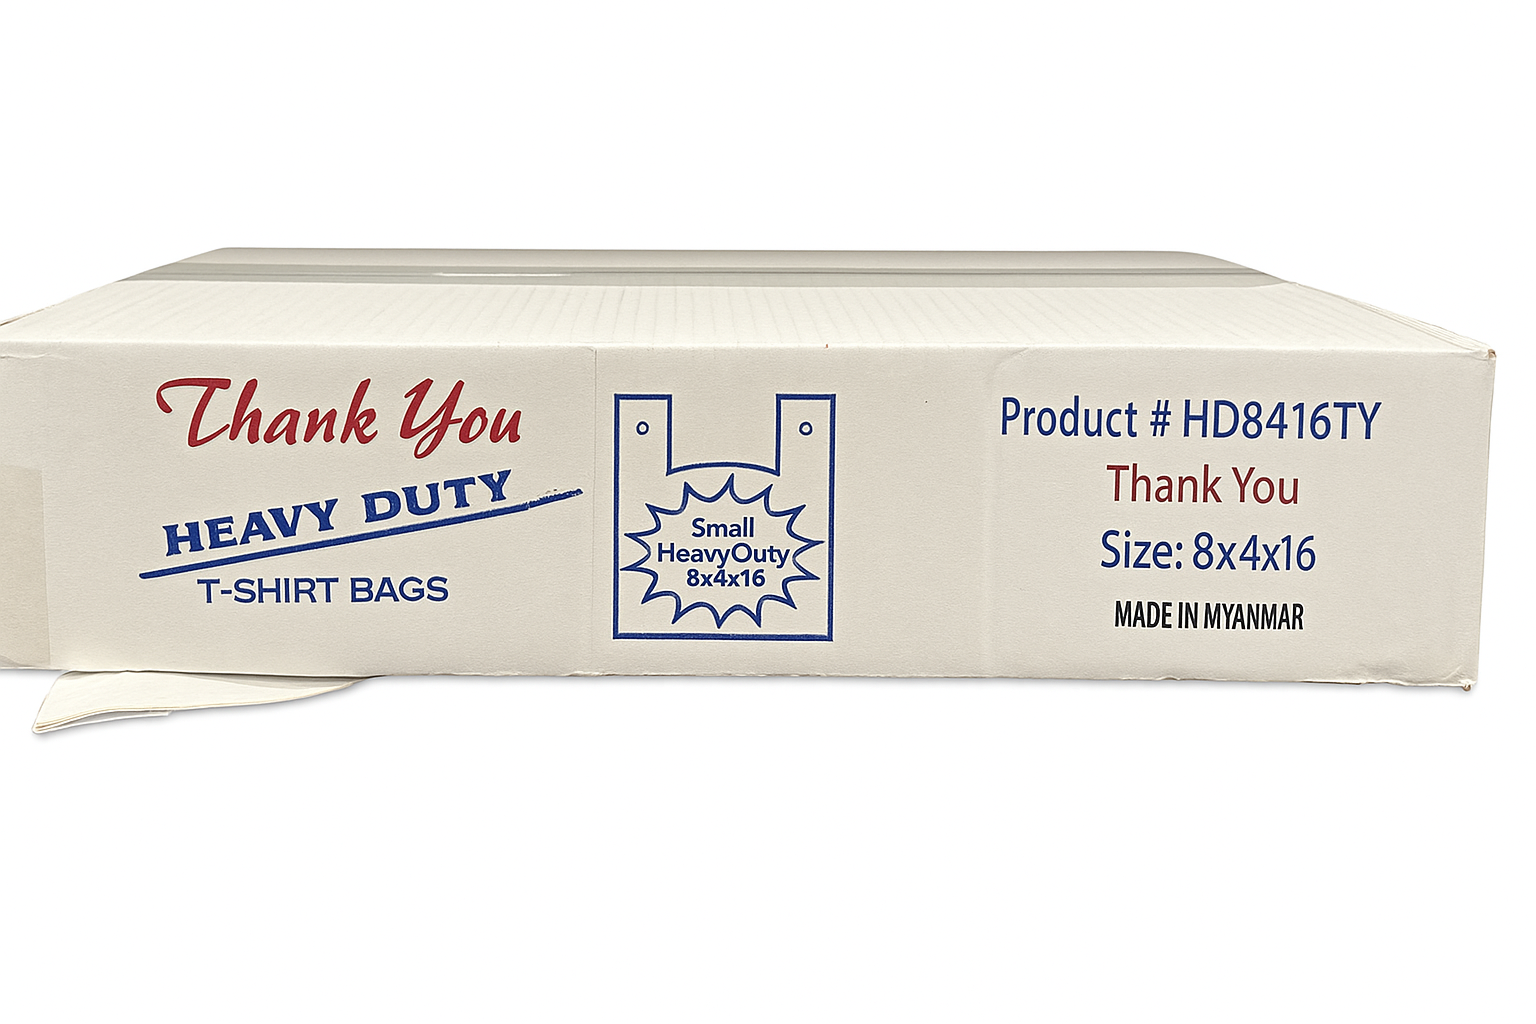 Thank You
HEAVY DUTY
T-SHIRT BAGS
Small
HeavyOuty
8x4x16
Product # HD8416TY
Thank You
Size: 8x4x16
MADE IN MYANMAR